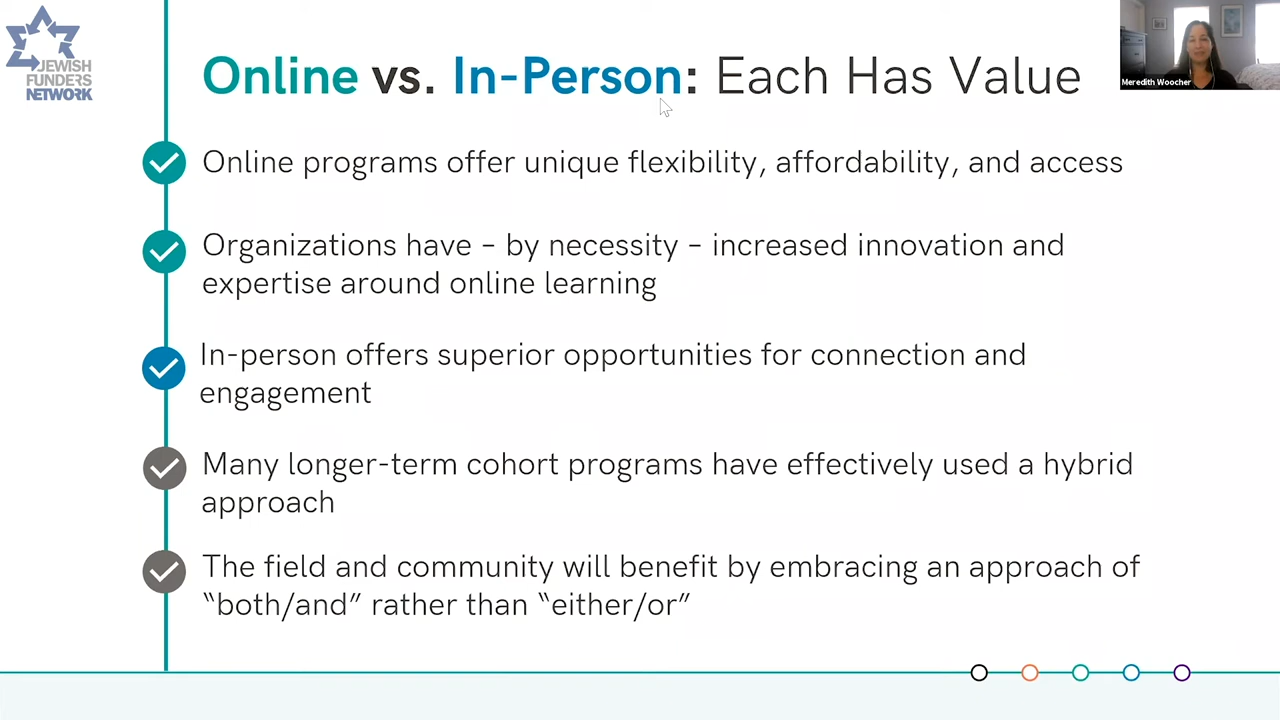 JEWISH
FUNDERS
NETWORK
Online vs. In-Person: Each Has Value
Meredith Woocher
Online programs offer unique flexibility, affordability, and access
Organizations have – by necessity – increased innovation and
expertise around online learning
In-person offers superior opportunities for connection and
engagement
Many longer-term cohort programs have effectively used a hybrid
approach
The field and community will benefit by embracing an approach of
“both/and” rather than “either/or”